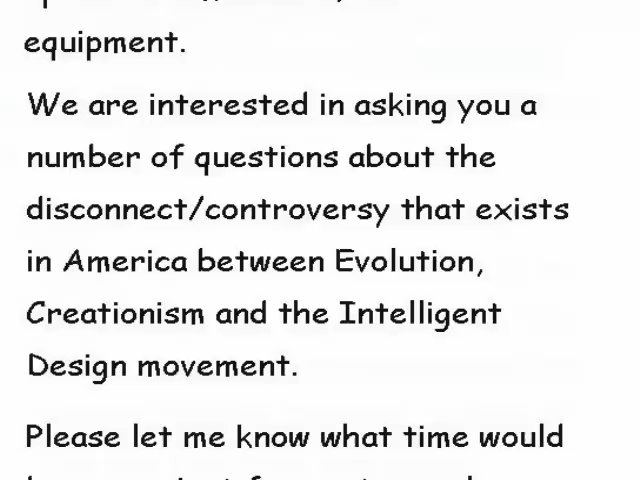 equipment.
We are interested in asking you a
number of questions about the
disconnect/controversy that exists
in America between Evolution,
Creationism and the Intelligent
Design movement.
Please let me know what time would